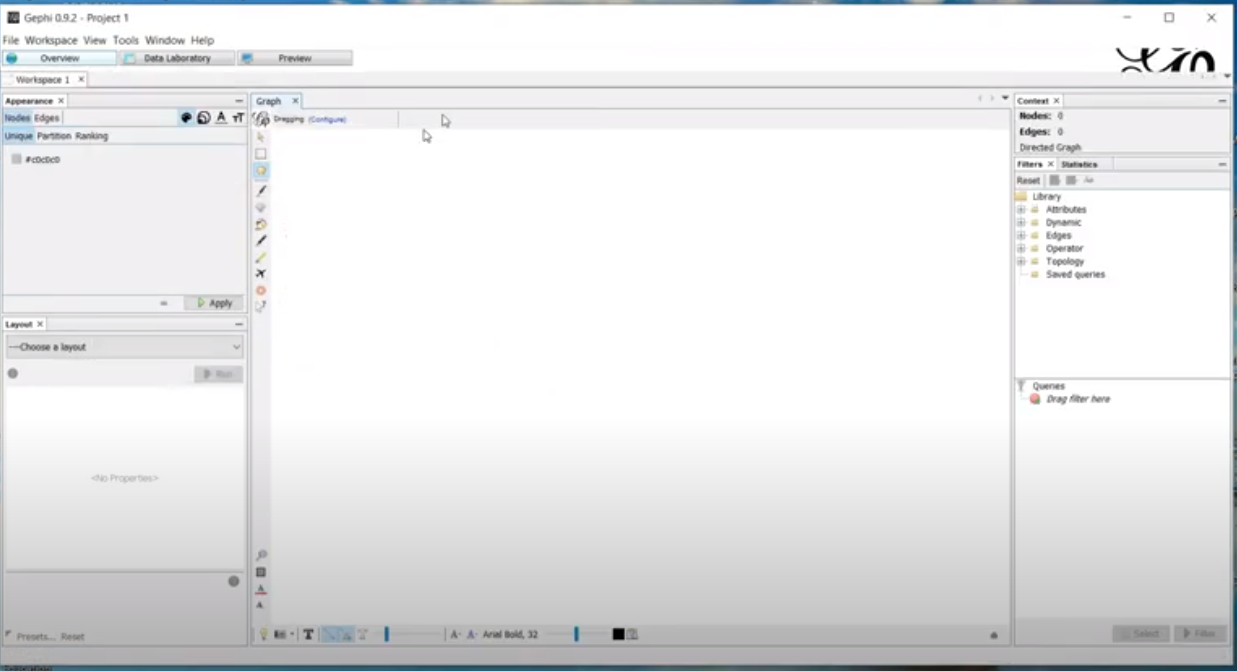 Gephi 0.9.2 - Project 1
File Workspace View Tools Window Help
Overview Data Laboratory Preview
Workspace 1
Appearance
Nodes Edges
Unique Partition Ranking
#c0c0c0
Apply
Layout
---Choose a layout
Run
<No Properties>
Presets... Reset
Graph
Dragging (Configure)
Arial Bold, 32
Context
Nodes: 0
Edges: 0
Directed Graph
Filters Statistics
Reset
Library
Attributes
Dynamic
Edges
Operator
Topology
Saved queries
Queries
Drag filter here
Select Filter